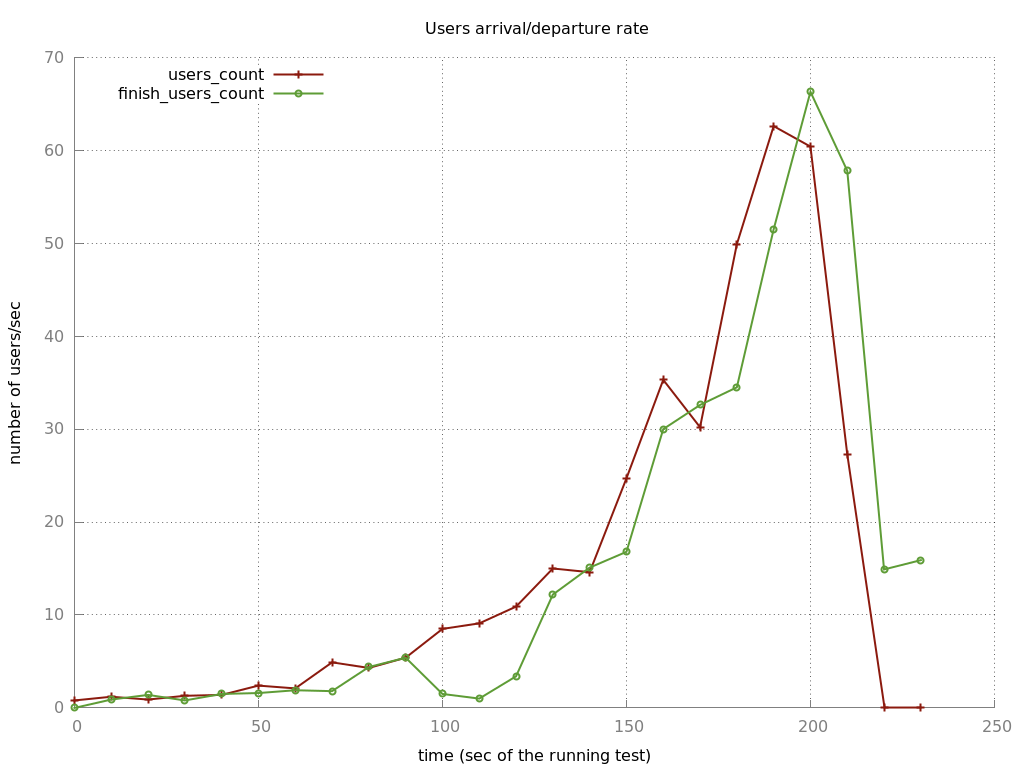 Users arrival/departure rate
70
users_count
finish_users_count
60
50
40
number of users/sec
30
20
10
0
0 50 100 150 200 250
time (sec of the running test)